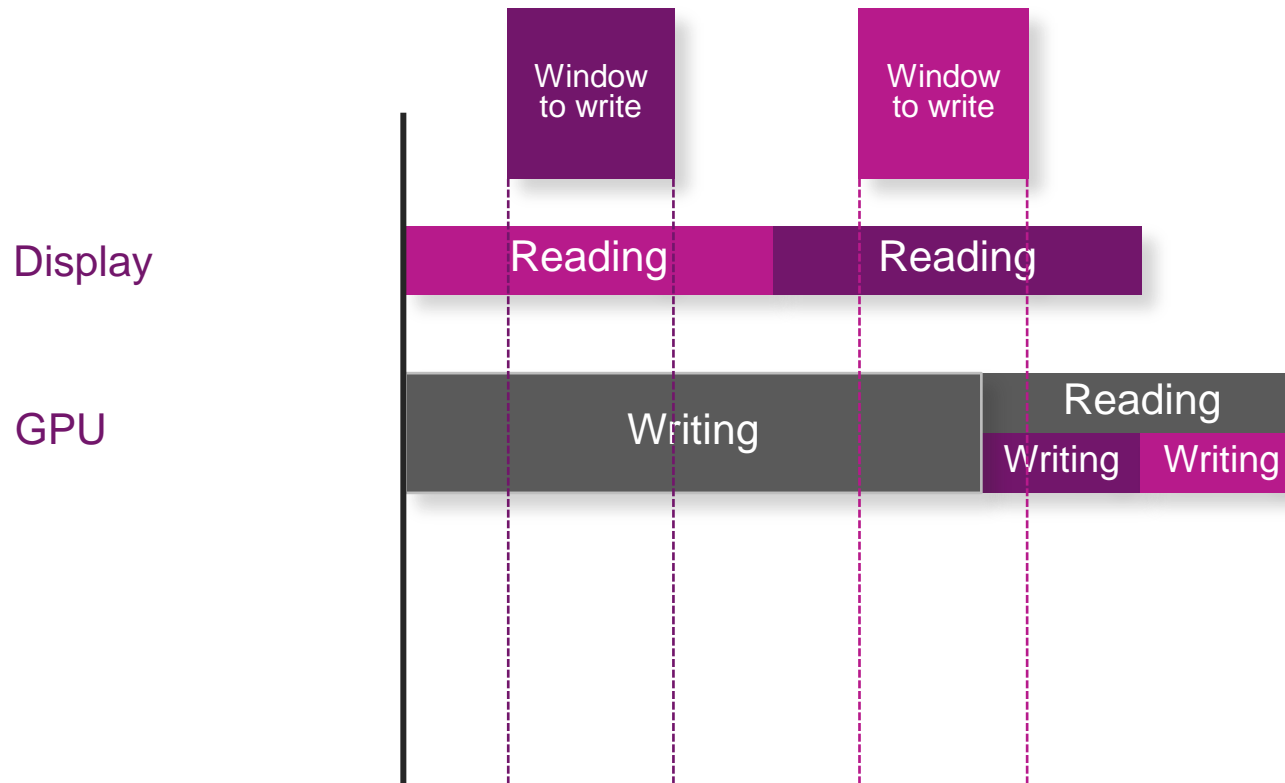 Window
to write
Window
to write
Display
Reading
Reading
GPU
Writing
Reading
Writing
Writing